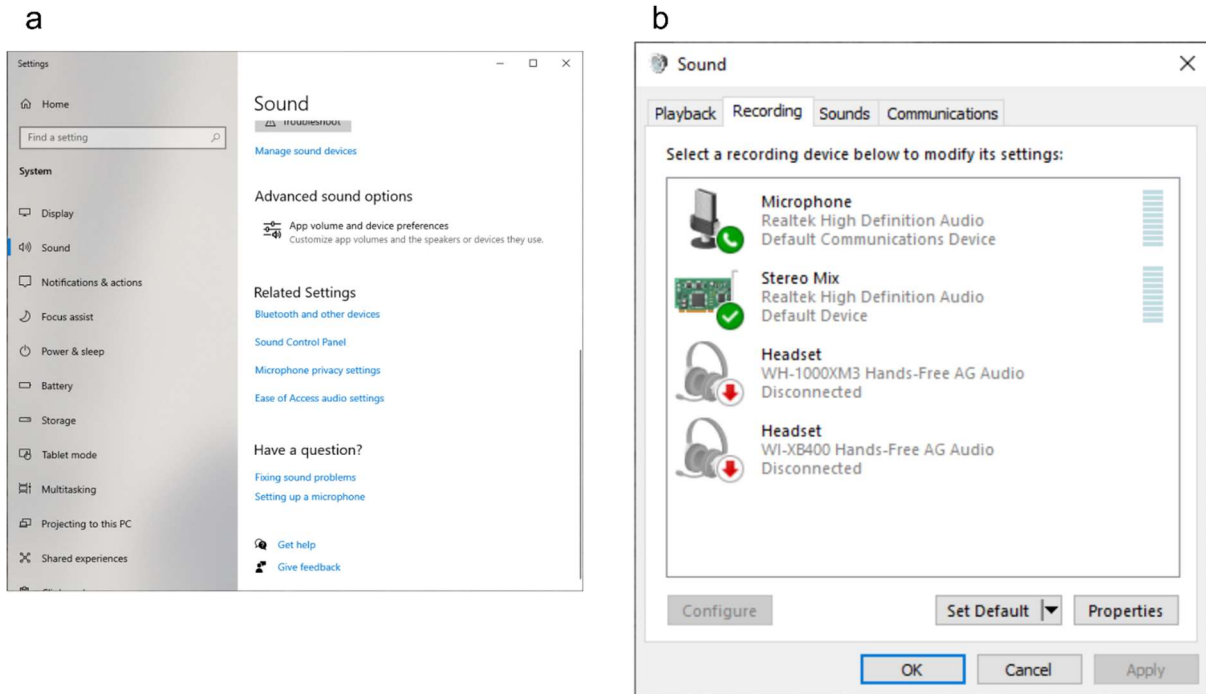 a
Settings
Home
Find a setting
System
Display
Sound
Notifications & actions
Focus assist
Power & sleep
Battery
Storage
Tablet mode
Multitasking
Projecting to this PC
Shared experiences
Sound
Troubleshoot
Manage sound devices
Advanced sound options
App volume and device preferences
Customize app volumes and the speakers or devices they use.
Related Settings
Bluetooth and other devices
Sound Control Panel
Microphone privacy settings
Ease of Access audio settings
Have a question?
Fixing sound problems
Setting up a microphone
Get help
Give feedback
b
Sound
Playback Recording Sounds Communications
Select a recording device below to modify its settings:
Microphone
Realtek High Definition Audio
Default Communications Device
Stereo Mix
Realtek High Definition Audio
Default Device
Headset
WH-1000XM3 Hands-Free AG Audio
Disconnected
Headset
WI-XB400 Hands-Free AG Audio
Disconnected
Configure Set Default Properties
OK Cancel Apply